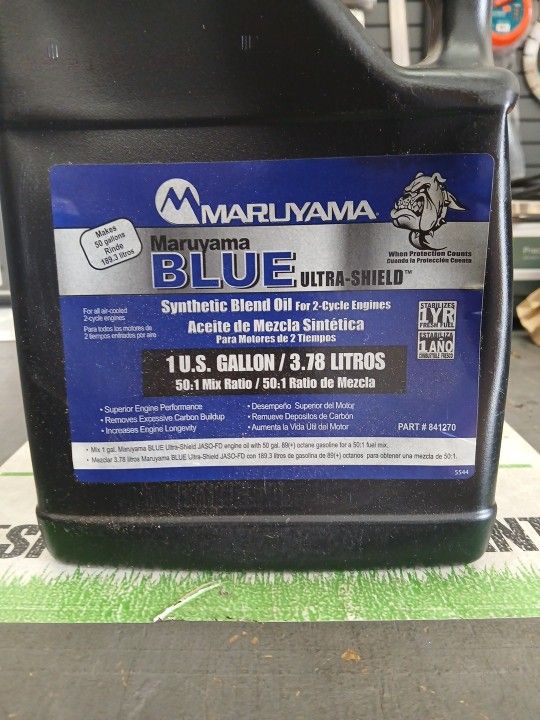 MARUYAMA
Makes
50 gallons
Rinde
189.3 litros
Maruyama
BLUE ULTRA-SHIELD™
When Protection Counts
Cuando la Protección Cuenta
For all air-cooled
2-cycle engines
Para todos los motores de
2 tiempos entriados por aire
Synthetic Blend Oil For 2-Cycle Engines
Aceite de Mezcla Sintética
Para Motores de 2 Tiempos
STABILIZES
1YR
FRESH FUEL
ESTABILIZA
1 AÑO
COMBUSTIBLE FRESCO
1 U.S. GALLON / 3.78 LITROS
50:1 Mix Ratio / 50:1 Ratio de Mezcla
• Superior Engine Performance
• Removes Excessive Carbon Buildup
• Increases Engine Longevity
• Desempeño Superior del Motor
• Remueve Depositos de Carbón
• Aumenta la Vida Útil del Motor
PART # 841270
• Mix 1 gal. Maruyama BLUE Ultra-Shield JASO-FD engine oil with 50 gal. 89(+) octane gasoline for a 50:1 fuel mix.
• Mezclar 3.78 litros Maruyama BLUE Ultra-Shield JASO-FD con 189.3 litros de gasolina de 89(+) octanos para obtener una mezcla de 50:1.
5544